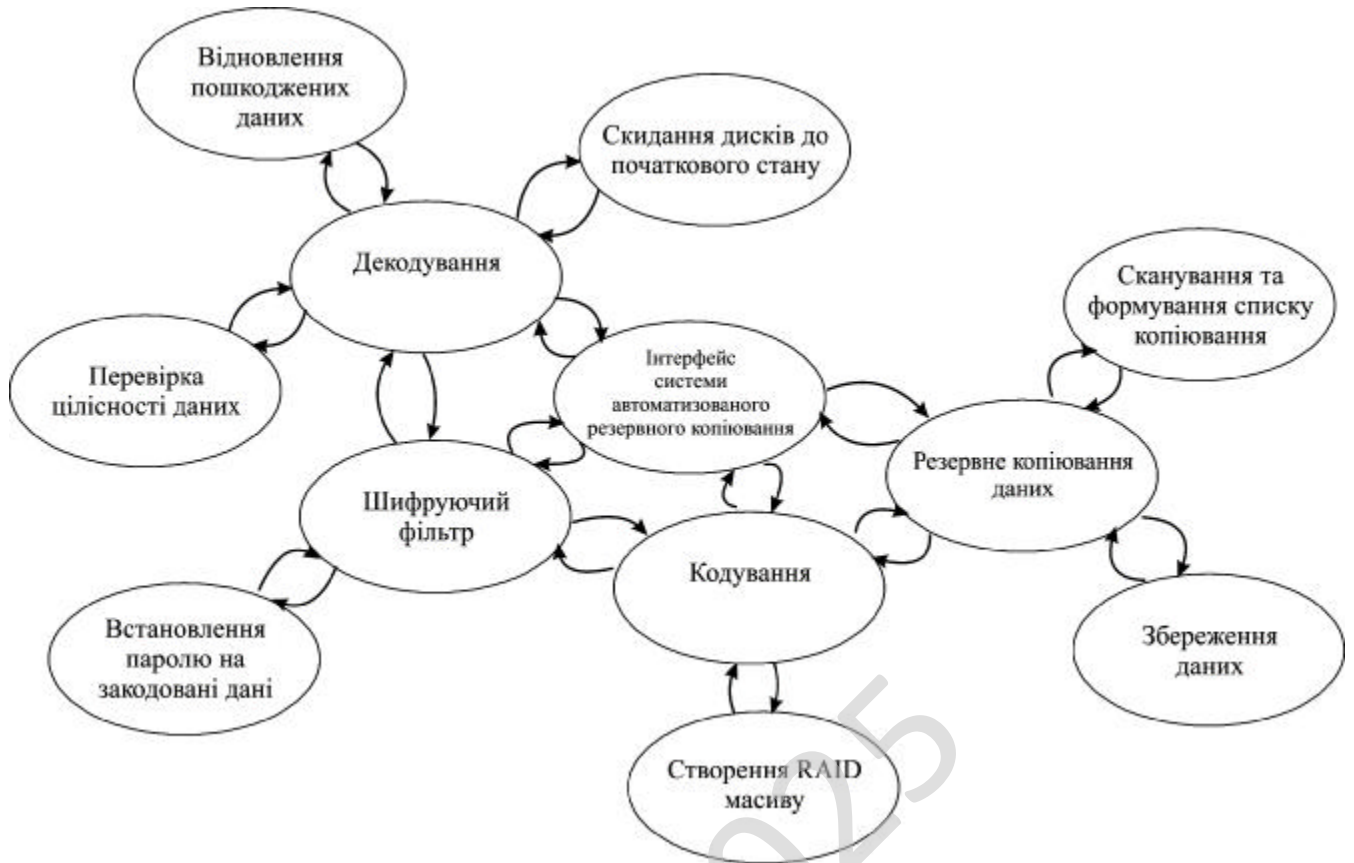 Відновлення
пошкоджених
даних
Скидання дисків до
початкового стану
Декодування
Сканування та
формування списку
копіювання
Перевірка
цілісності даних
Інтерфейс
системи
автоматизованого
резервного копіювання
Резервне копіювання
даних
Шифруючий
фільтр
Кодування
Встановлення
паролю на
закодовані дані
Збереження
даних
Створення RAID
масиву
2025